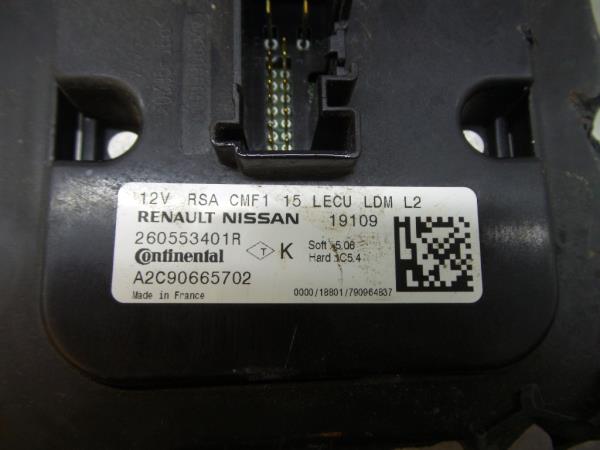 12V RSA CMF1 15 LECU LDM L2
RENAULT NISSAN 19109
260553401R
Continental T K Soft :5.06
A2C90665702 Hard :C5.4
Made in France 0000/18801/790964837